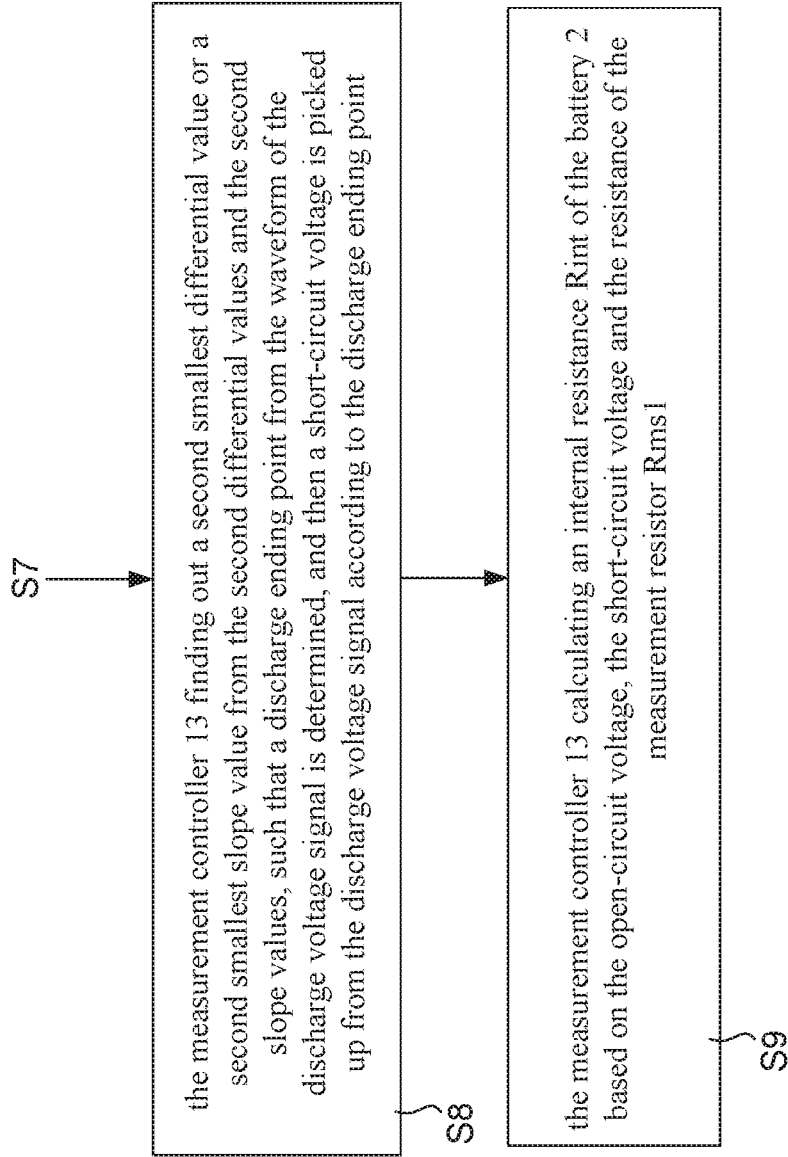 S7
the measurement controller 13 finding out a second smallest differential value or a
second smallest slope value from the second differential values and the second
slope values, such that a discharge ending point from the waveform of the
discharge voltage signal is determined, and then a short-circuit voltage is picked
up from the discharge voltage signal according to the discharge ending point
S8
the measurement controller 13 calculating an internal resistance Rint of the battery 2
based on the open-circuit voltage, the short-circuit voltage and the resistance of the
measurement resistor Rms1
S9